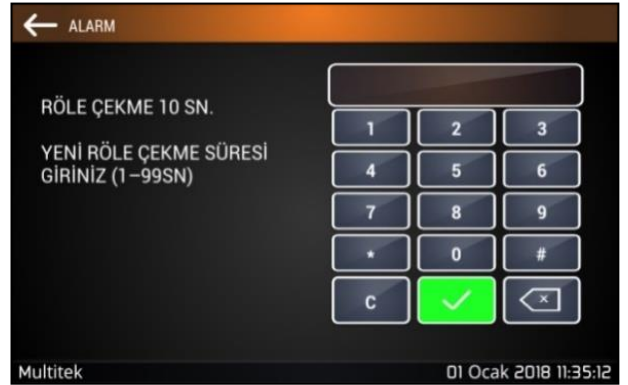 ALARM
RÖLE ÇEKME 10 SN.
YENİ RÖLE ÇEKME SÜRESİ
GİRİNİZ (1–99SN)
1 2 3
4 5 6
7 8 9
* 0 #
C
Multitek 01 Ocak 2018 11:35:12